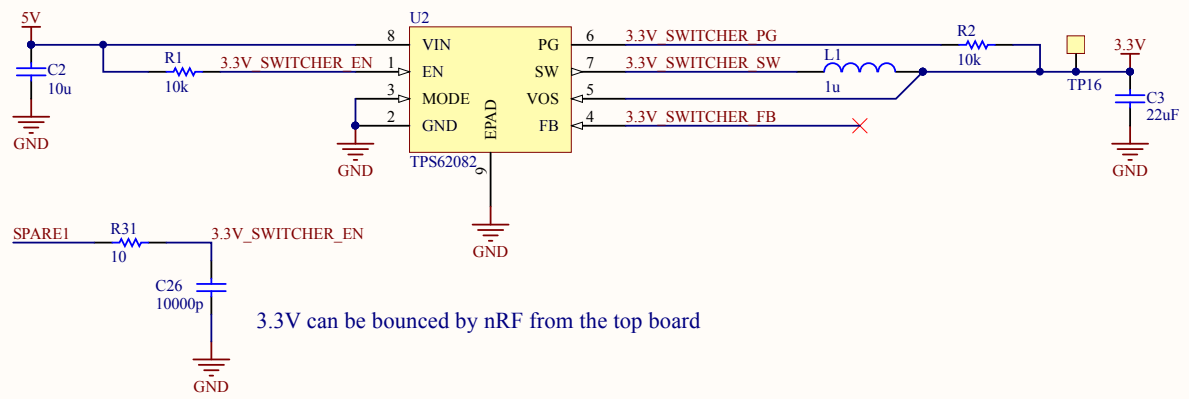 5V
C2
10u
GND
R1
10k
3.3V_SWITCHER_EN
U2
8 VIN
1 EN
3 MODE
2 GND
EPAD
PG 6
SW 7
VOS 5
FB 4
TPS62082
9
GND
GND
3.3V_SWITCHER_PG
3.3V_SWITCHER_SW
3.3V_SWITCHER_FB
L1
1u
R2
10k
TP16
3.3V
C3
22uF
GND
SPARE1
R31
10
3.3V_SWITCHER_EN
C26
10000p
GND
3.3V can be bounced by nRF from the top board